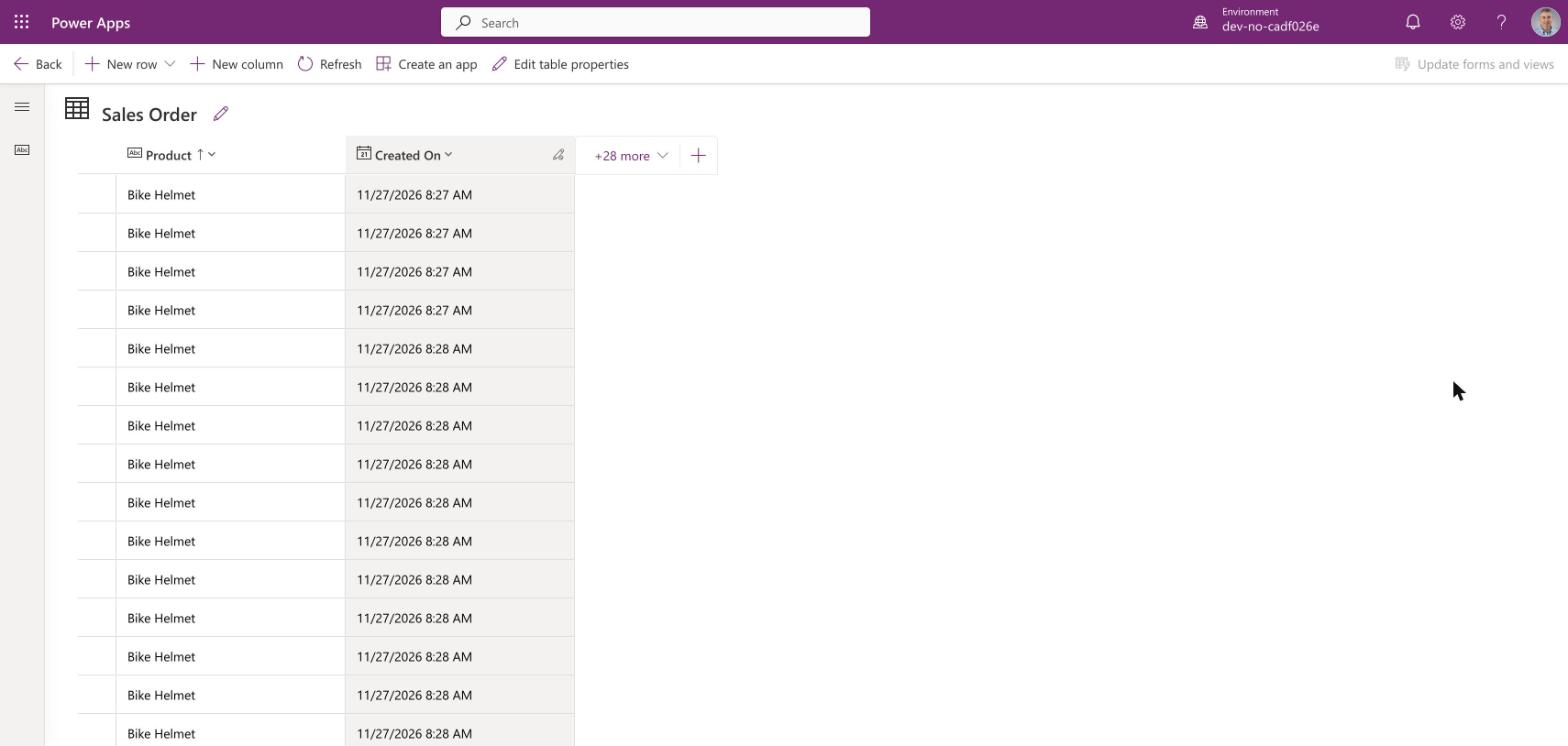 Power Apps
Search
Environment
dev-no-cadf026e
?
Back
New row
New column
Refresh
Create an app
Edit table properties
Update forms and views
Sales Order
Abc
Abc Product
21 Created On
+28 more
Bike Helmet 11/27/2026 8:27 AM
Bike Helmet 11/27/2026 8:27 AM
Bike Helmet 11/27/2026 8:27 AM
Bike Helmet 11/27/2026 8:27 AM
Bike Helmet 11/27/2026 8:28 AM
Bike Helmet 11/27/2026 8:28 AM
Bike Helmet 11/27/2026 8:28 AM
Bike Helmet 11/27/2026 8:28 AM
Bike Helmet 11/27/2026 8:28 AM
Bike Helmet 11/27/2026 8:28 AM
Bike Helmet 11/27/2026 8:28 AM
Bike Helmet 11/27/2026 8:28 AM
Bike Helmet 11/27/2026 8:28 AM
Bike Helmet 11/27/2026 8:28 AM
Bike Helmet 11/27/2026 8:28 AM